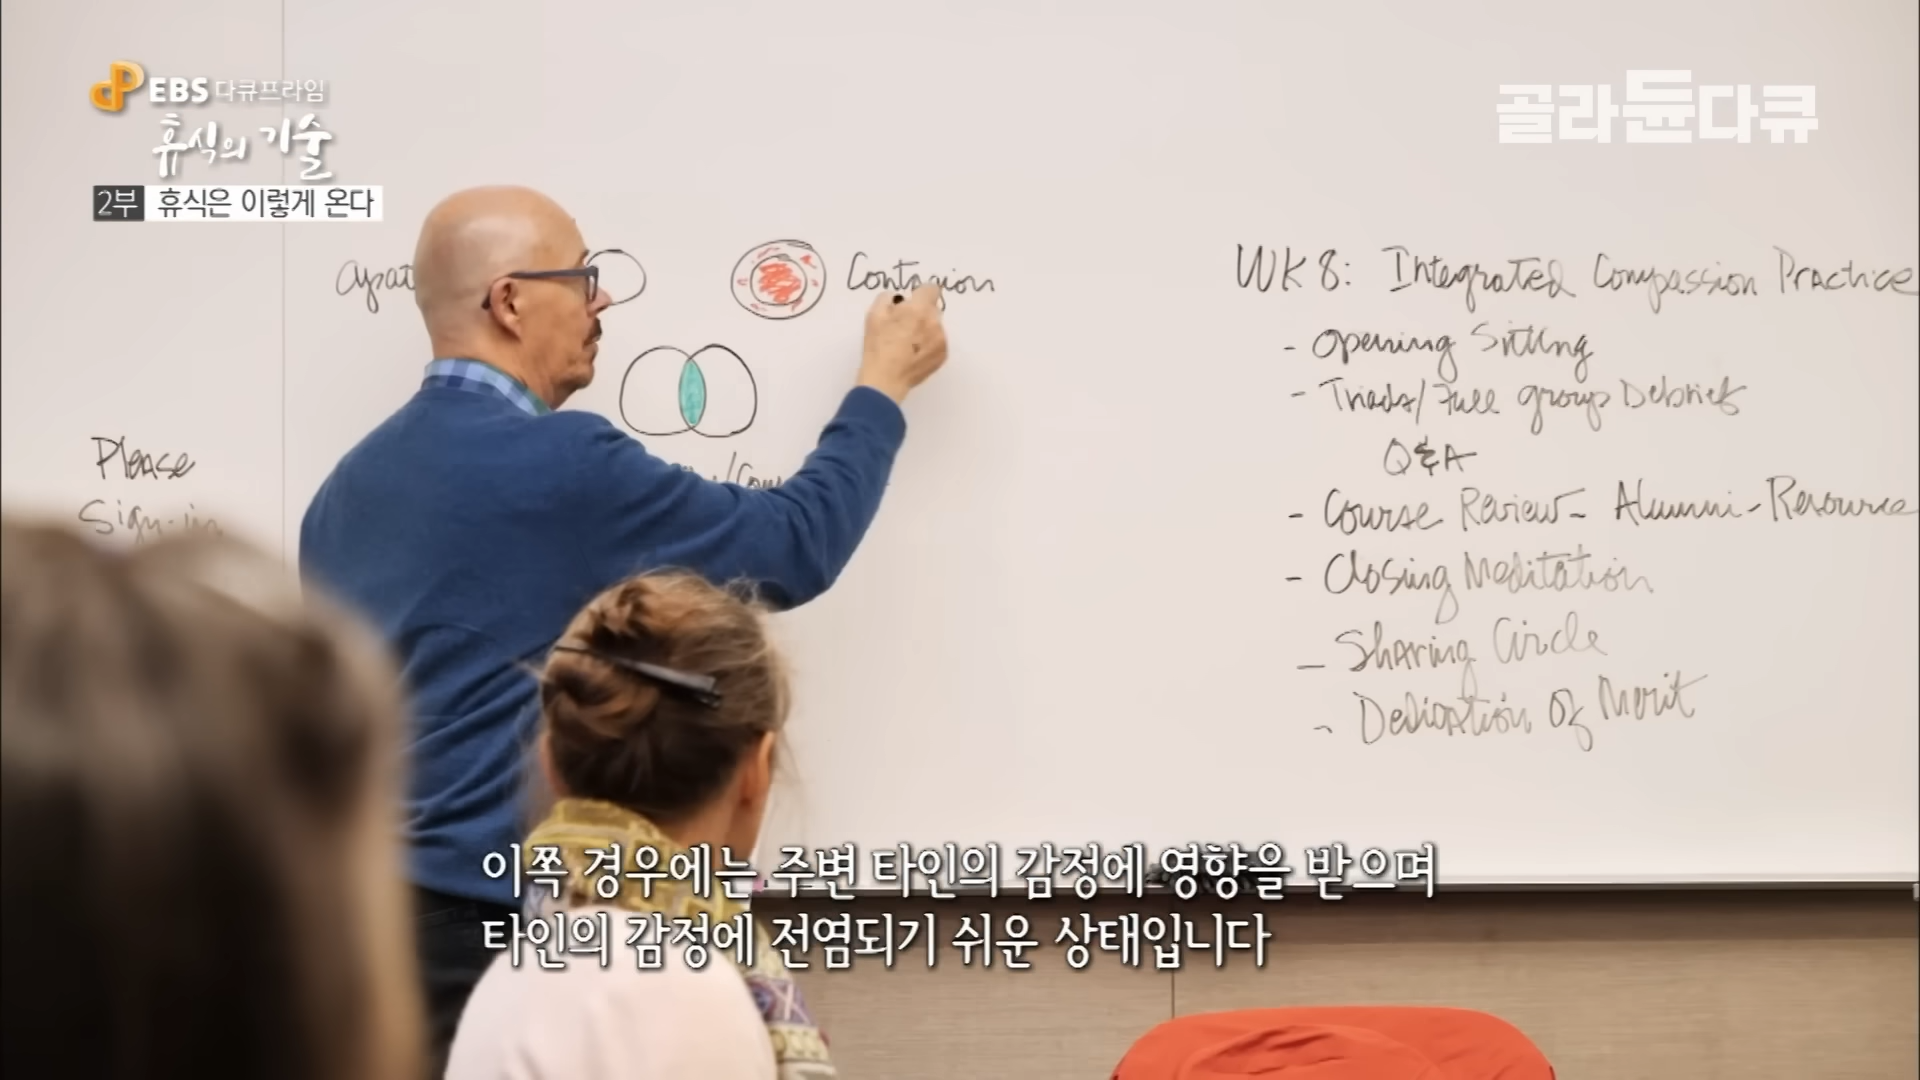 EBS 다큐프라임
휴식의 기술
2부 휴식은 이렇게 온다
골라듄다큐
Apat
Contagion
Please
Sign-in
WK 8: Integrated Compassion Practice
- Opening Sitting
- Triads/Full group Debrief
Q&A
- Course Review - Alumni - Resource
- Closing Meditation
- Sharing Circle
- Dedication of Merit
이쪽 경우에는 주변 타인의 감정에 영향을 받으며
타인의 감정에 전염되기 쉬운 상태입니다